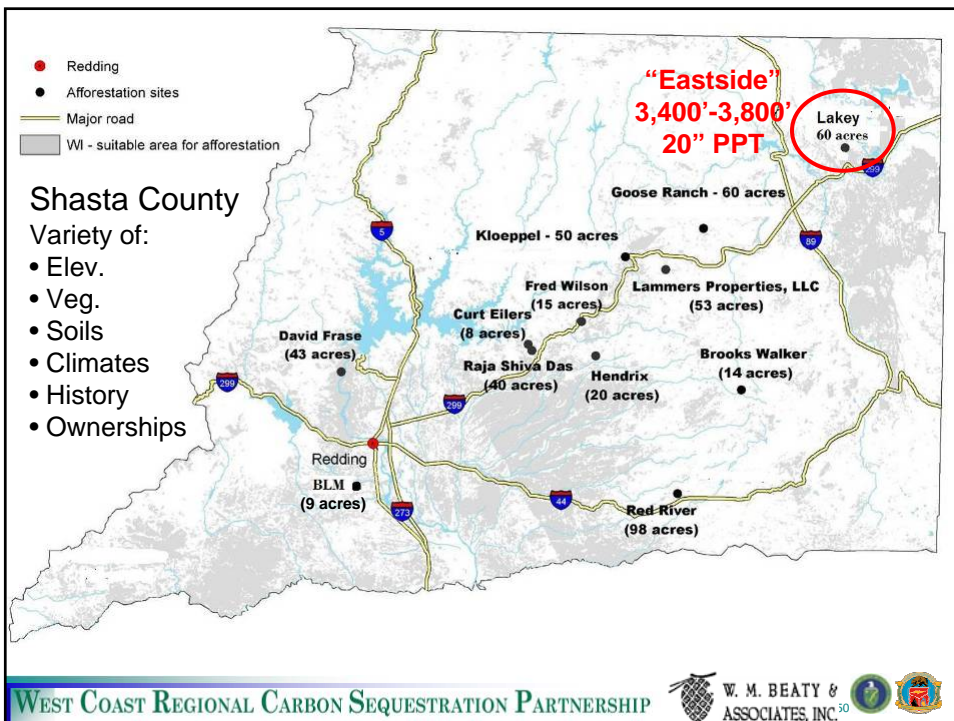 Redding
Afforestation sites
Major road
WI - suitable area for afforestation
Shasta County
Variety of:
• Elev.
• Veg.
• Soils
• Climates
• History
• Ownerships
“Eastside”
3,400’-3,800’
20” PPT
Lakey
60 acres
299
Goose Ranch - 60 acres
5
Kloeppel - 50 acres
89
Fred Wilson
(15 acres)
Lammers Properties, LLC
(53 acres)
Curt Eilers
(8 acres)
David Frase
(43 acres)
Raja Shiva Das
(40 acres)
Hendrix
(20 acres)
Brooks Walker
(14 acres)
299
299
Redding
BLM
(9 acres)
273
44
Red River
(98 acres)
WEST COAST REGIONAL CARBON SEQUESTRATION PARTNERSHIP
W. M. BEATY &
ASSOCIATES, INC.
50